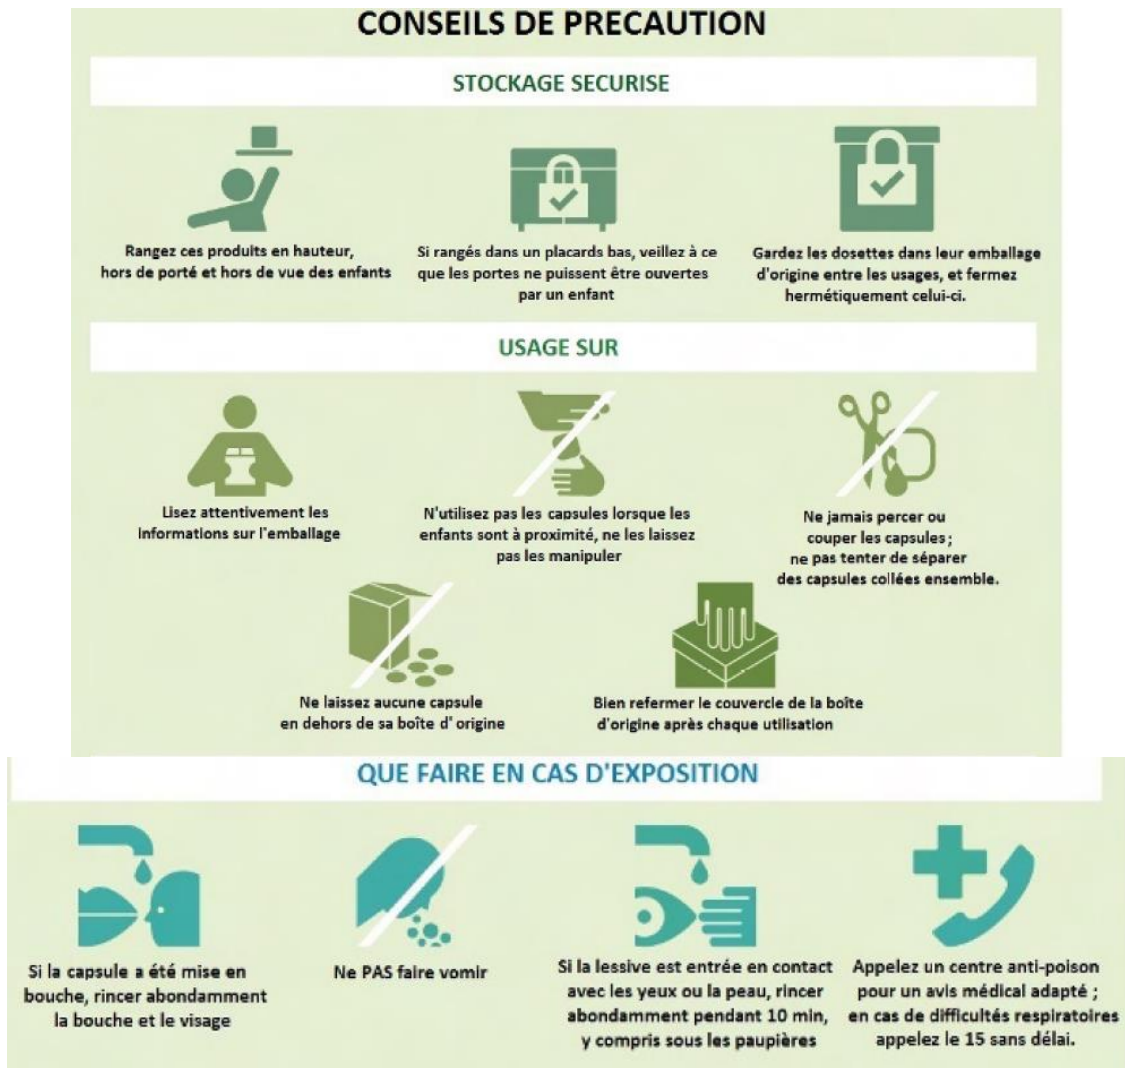 CONSEILS DE PRECAUTION
STOCKAGE SECURISE
Rangez ces produits en hauteur,
hors de porté et hors de vue des enfants
Si rangés dans un placards bas, veillez à ce
que les portes ne puissent être ouvertes
par un enfant
Gardez les dosettes dans leur emballage
d'origine entre les usages, et fermez
hermétiquement celui-ci.
USAGE SUR
Lisez attentivement les
informations sur l'emballage
N'utilisez pas les capsules lorsque les
enfants sont à proximité, ne les laissez
pas les manipuler
Ne jamais percer ou
couper les capsules ;
ne pas tenter de séparer
des capsules collées ensemble.
Ne laissez aucune capsule
en dehors de sa boîte d' origine
Bien refermer le couvercle de la boîte
d'origine après chaque utilisation
QUE FAIRE EN CAS D'EXPOSITION
Si la capsule a été mise en
bouche, rincer abondamment
la bouche et le visage
Ne PAS faire vomir
Si la lessive est entrée en contact
avec les yeux ou la peau, rincer
abondamment pendant 10 min,
y compris sous les paupières
Appelez un centre anti-poison
pour un avis médical adapté ;
en cas de difficultés respiratoires
appelez le 15 sans délai.